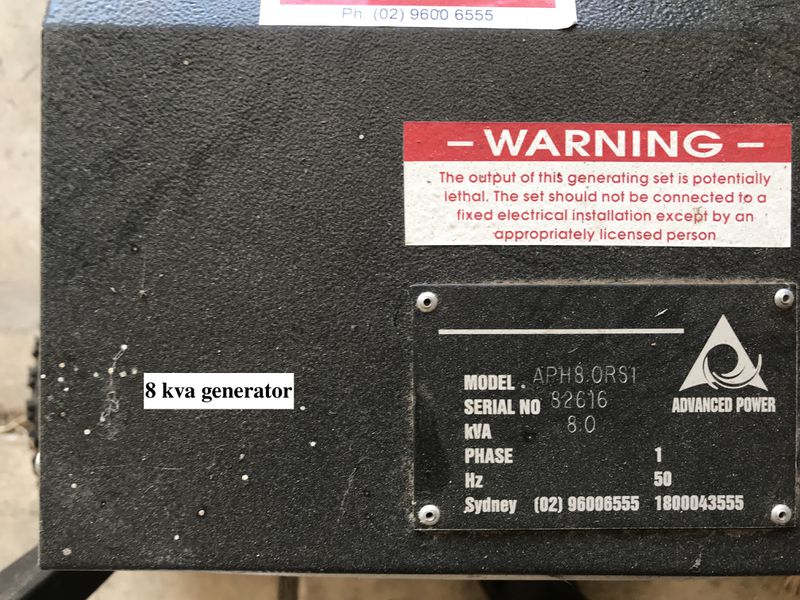 Ph: (02) 9600 6555
– WARNING –
The output of this generating set is potentially
lethal. The set should not be connected to a
fixed electrical installation except by an
appropriately licensed person
8 kva generator
ADVANCED POWER
MODEL . APH8.0RS1
SERIAL NO 82616
kVA 8.0
PHASE 1
Hz 50
Sydney (02) 96006555 1800043555